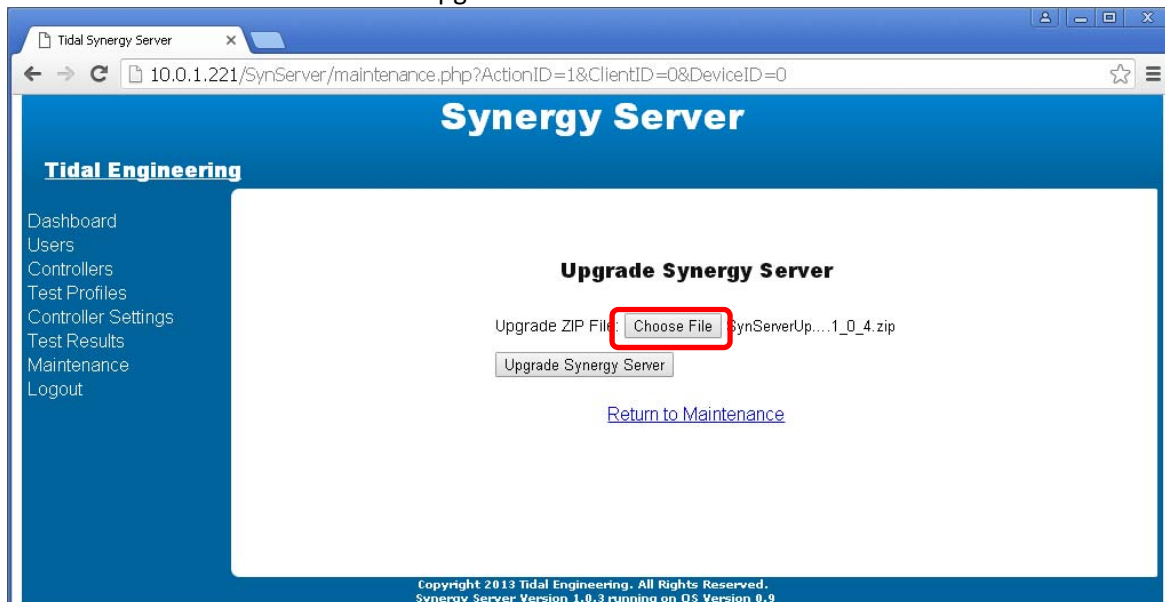 Tidal Synergy Server
10.0.1.221/SynServer/maintenance.php?ActionID=1&ClientID=0&DeviceID=0
Synergy Server
Tidal Engineering
Dashboard
Users
Controllers
Test Profiles
Controller Settings
Test Results
Maintenance
Logout
Upgrade Synergy Server
Upgrade ZIP File: Choose File SynServerUp....1_0_4.zip
Upgrade Synergy Server
Return to Maintenance
Copyright 2013 Tidal Engineering. All Rights Reserved.
Synergy Server Version 1.0.3 running on OS Version 0.9